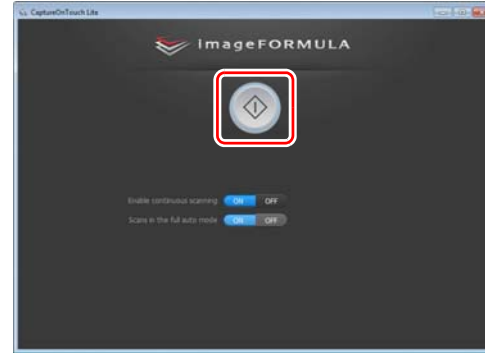 CaptureOnTouch Lite
imageFORMULA
Enable continuous scanning ON OFF
Scans in the full auto mode ON OFF